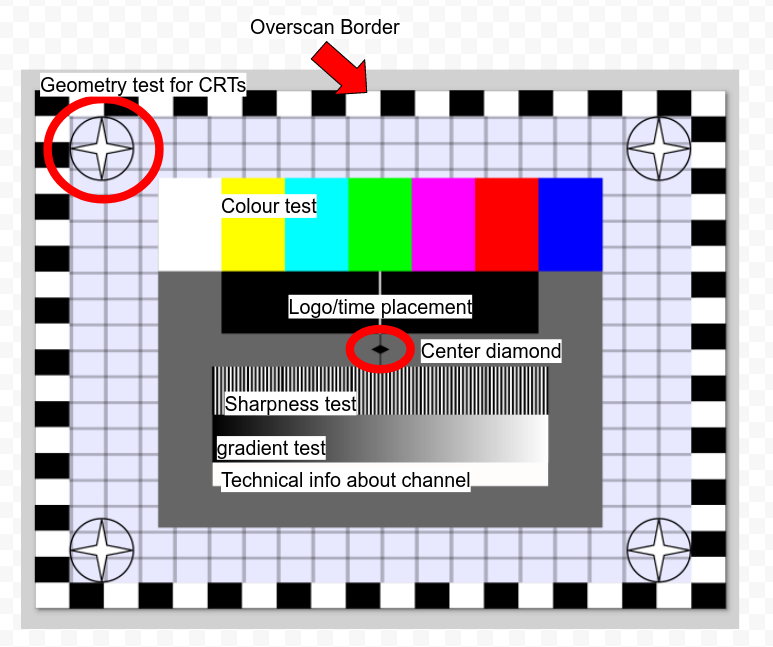 Overscan Border
Geometry test for CRTs
Colour test
Logo/time placement
Center diamond
Sharpness test
gradient test
Technical info about channel